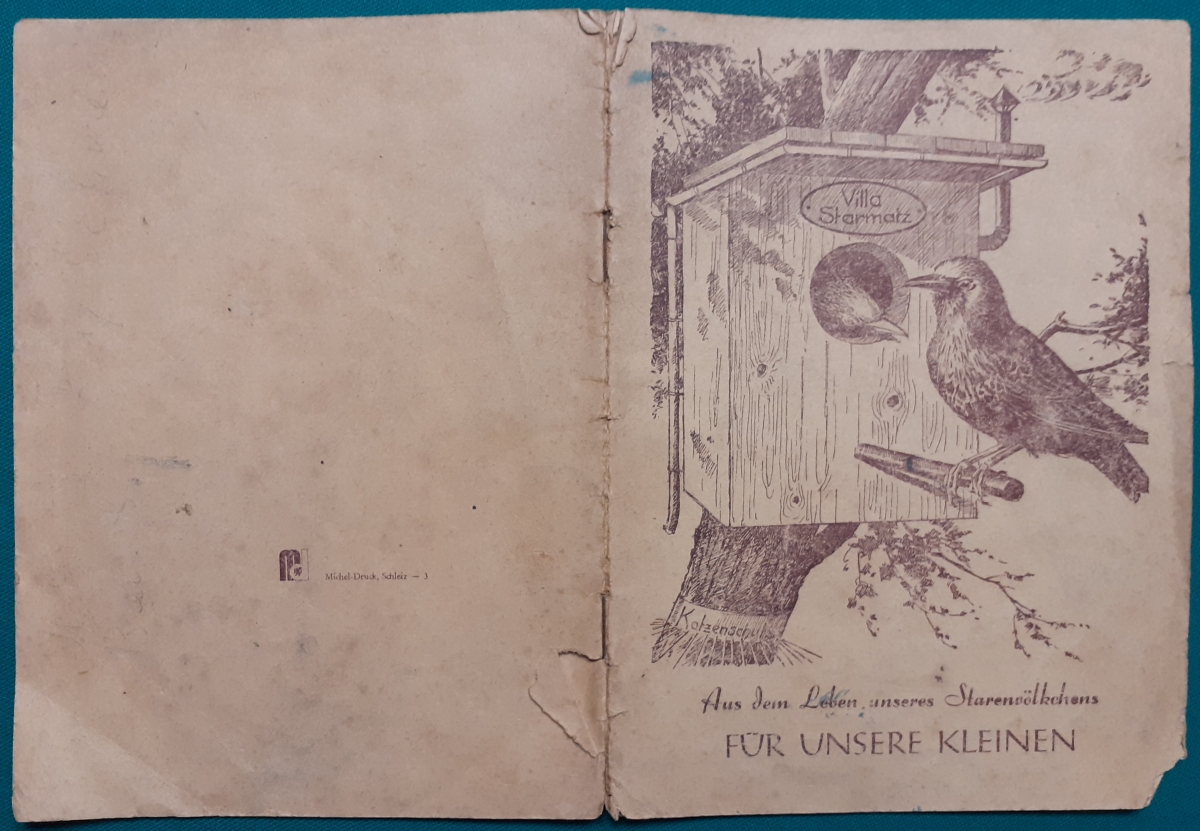 Michel-Druck, Schleiz — 3
Villa
Starmatz
Katzenschutz
Aus dem Leben unseres Starenvölkchens
FÜR UNSERE KLEINEN